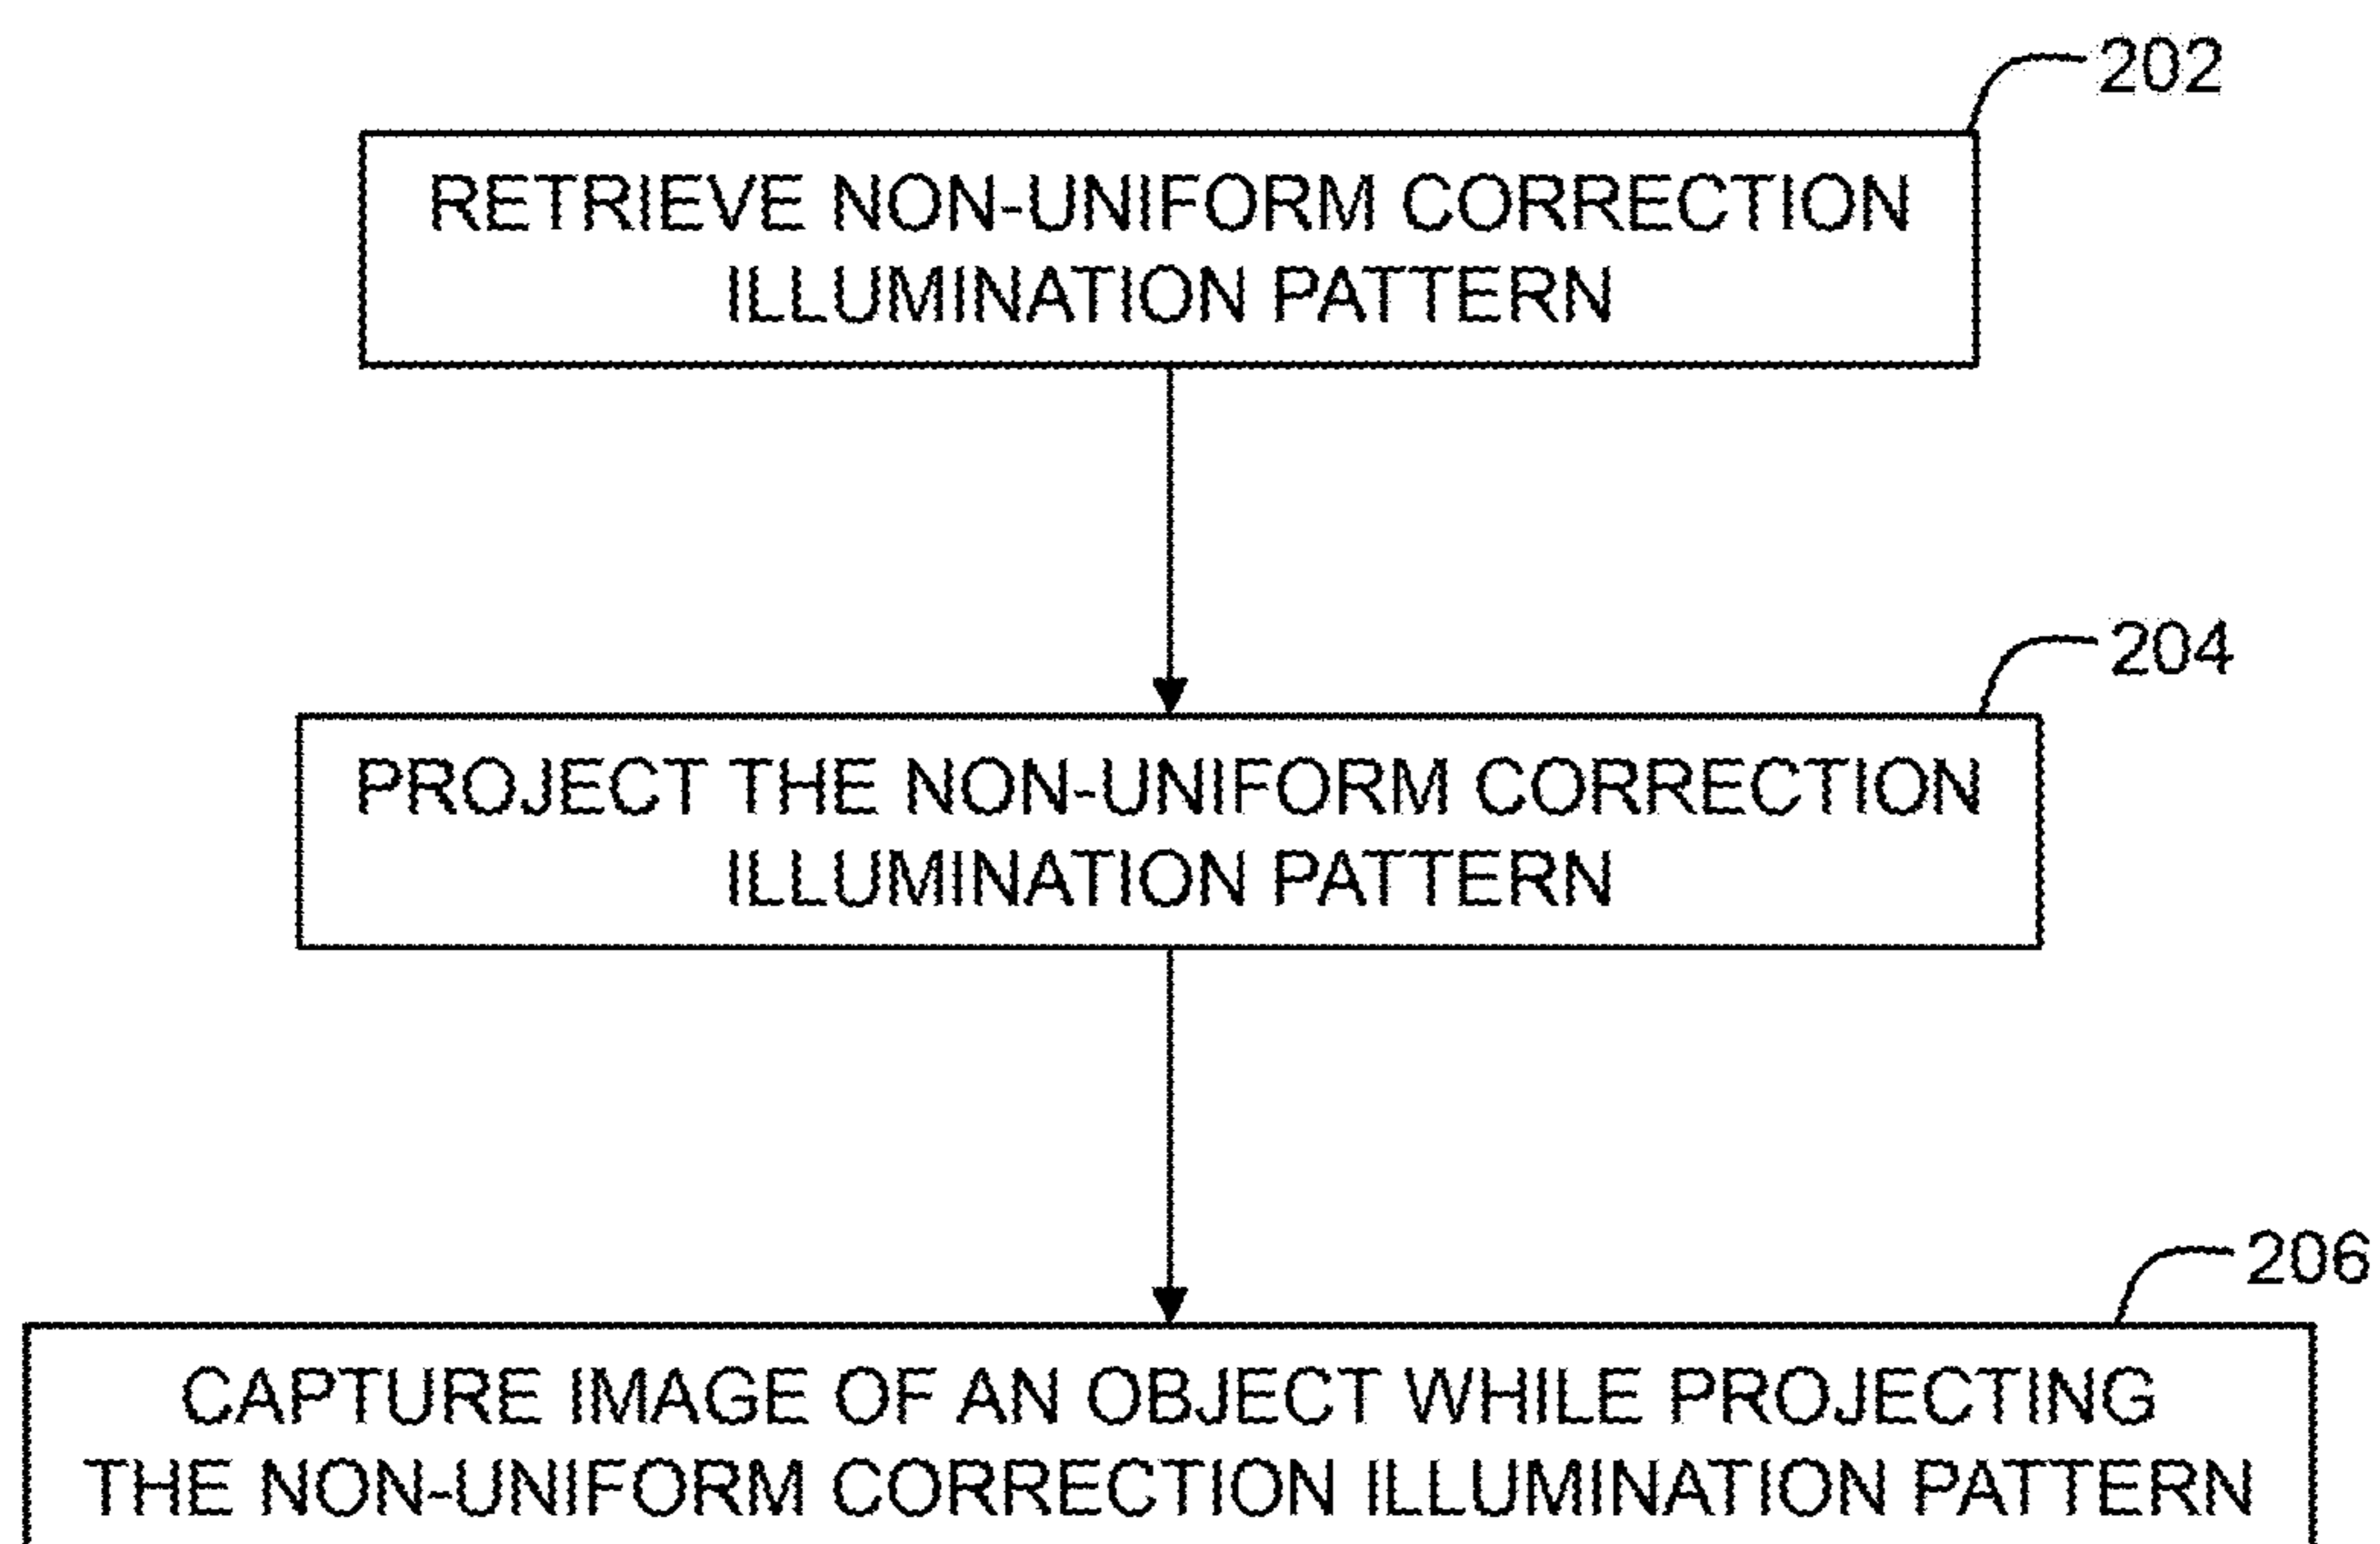 202
RETRIEVE NON-UNIFORM CORRECTION
ILLUMINATION PATTERN
204
PROJECT THE NON-UNIFORM CORRECTION
ILLUMINATION PATTERN
206
CAPTURE IMAGE OF AN OBJECT WHILE PROJECTING
THE NON-UNIFORM CORRECTION ILLUMINATION PATTERN